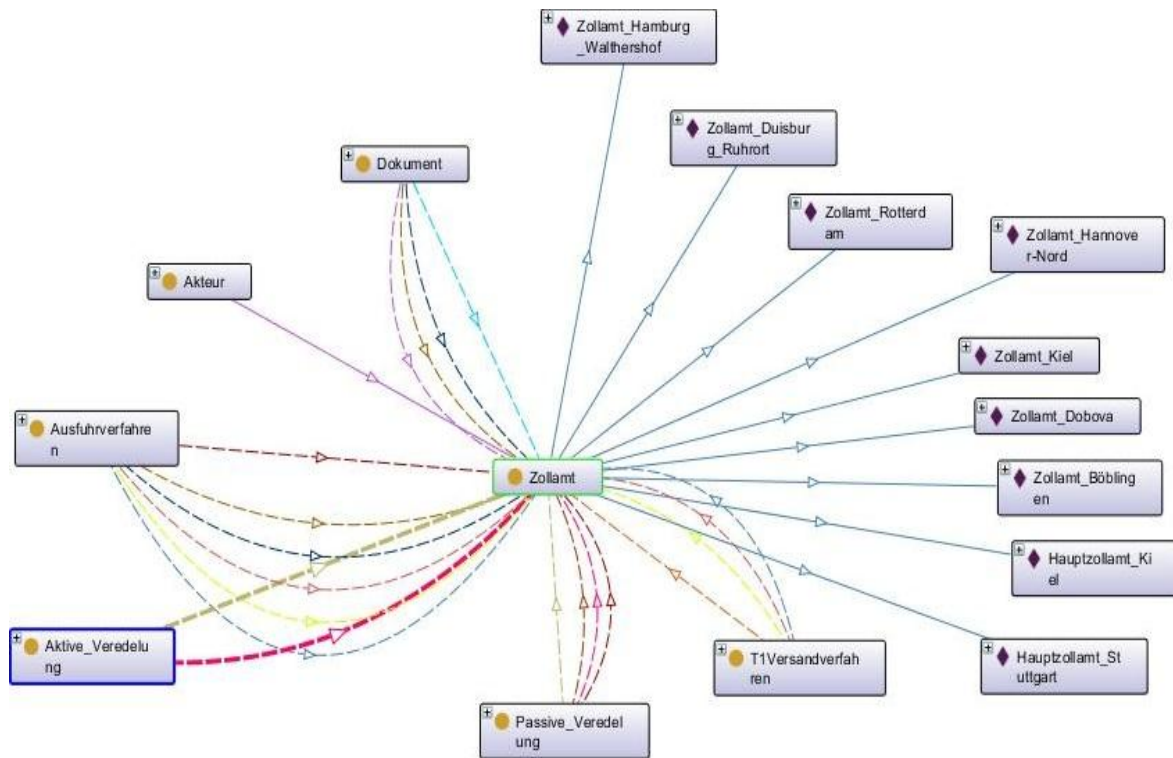 Zollamt_Hamburg
_Walthershof
Zollamt_Duisbur
g_Ruhrort
Dokument
Zollamt_Rotterd
am
Zollamt_Hannove
r-Nord
Akteur
Zollamt_Kiel
Zollamt_Dobova
Ausfuhrverfahre
n
Zollamt
Zollamt_Böbling
en
Hauptzollamt_Ki
el
Aktive_Veredelu
ng
T1Versandverfah
ren
Hauptzollamt_St
uttgart
Passive_Veredel
ung